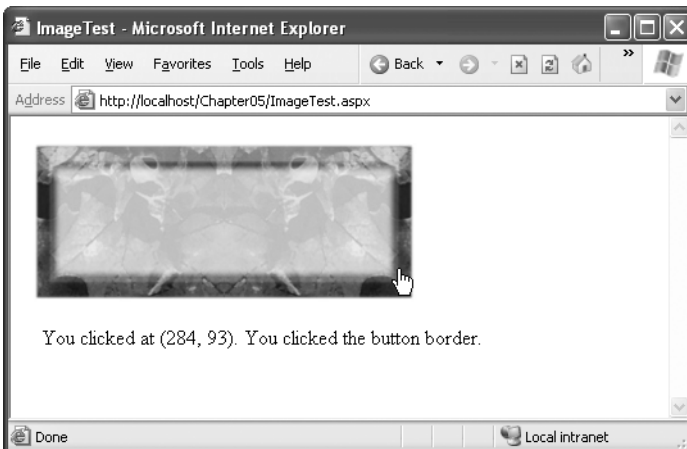 ImageTest - Microsoft Internet Explorer
File Edit View Favorites Tools Help Back »
Address http://localhost/Chapter05/ImageTest.aspx
You clicked at (284, 93). You clicked the button border.
Done Local intranet